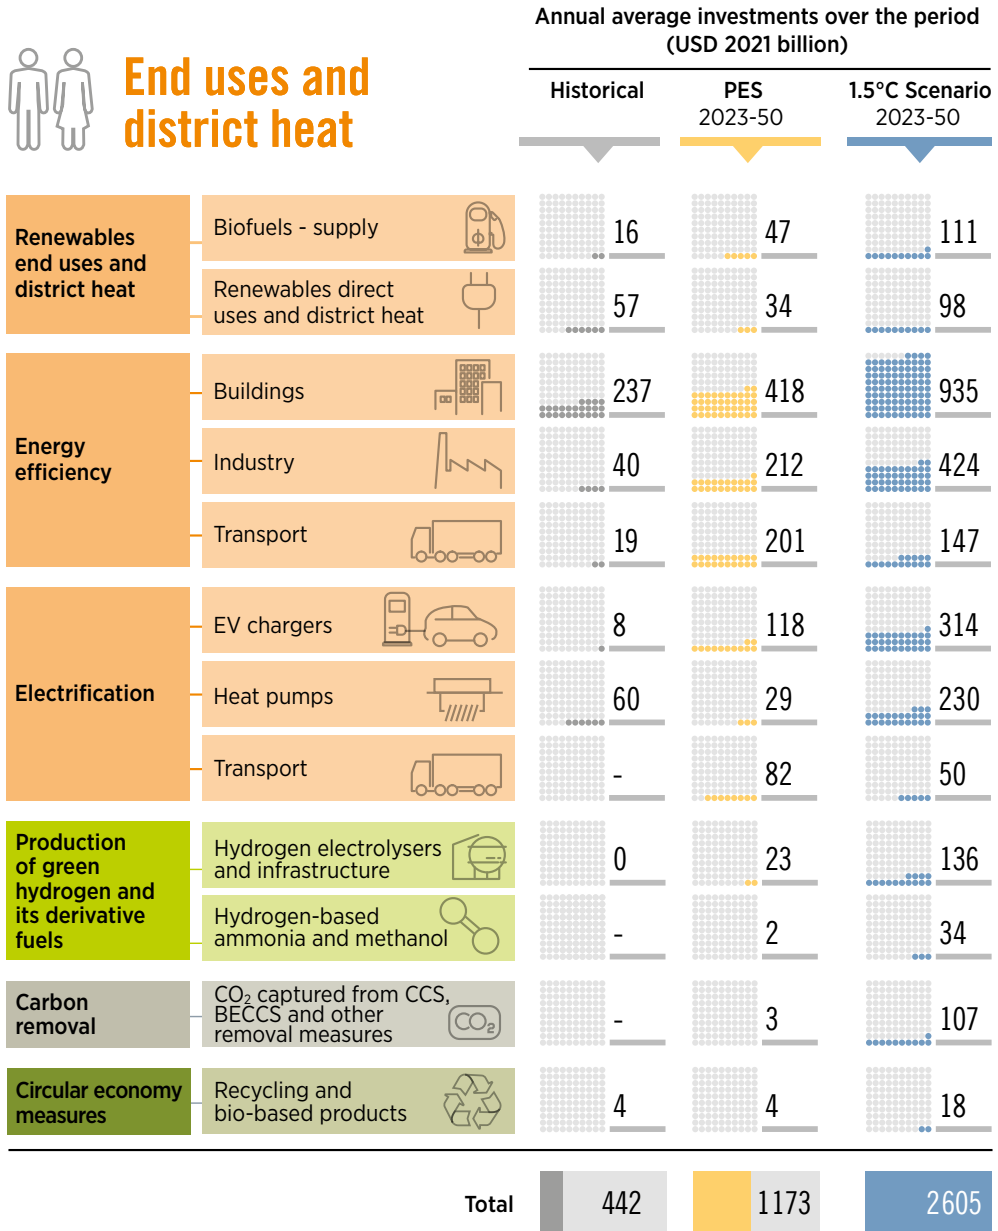 Annual average investments over the period
(USD 2021 billion)
End uses and
district heat
Historical
PES
2023-50
1.5°C Scenario
2023-50
Renewables
end uses and
district heat
Biofuels - supply
16
47
111
Renewables direct
uses and district heat
57
34
98
Energy
efficiency
Buildings
237
418
935
Industry
40
212
424
Transport
19
201
147
Electrification
EV chargers
8
118
314
Heat pumps
60
29
230
Transport
-
82
50
Production
of green
hydrogen and
its derivative
fuels
Hydrogen electrolysers
and infrastructure
0
23
136
Hydrogen-based
ammonia and methanol
-
2
34
Carbon
removal
CO₂ captured from CCS,
BECCS and other
removal measures
CO₂
-
3
107
Circular economy
measures
Recycling and
bio-based products
4
4
18
Total
442
1173
2605